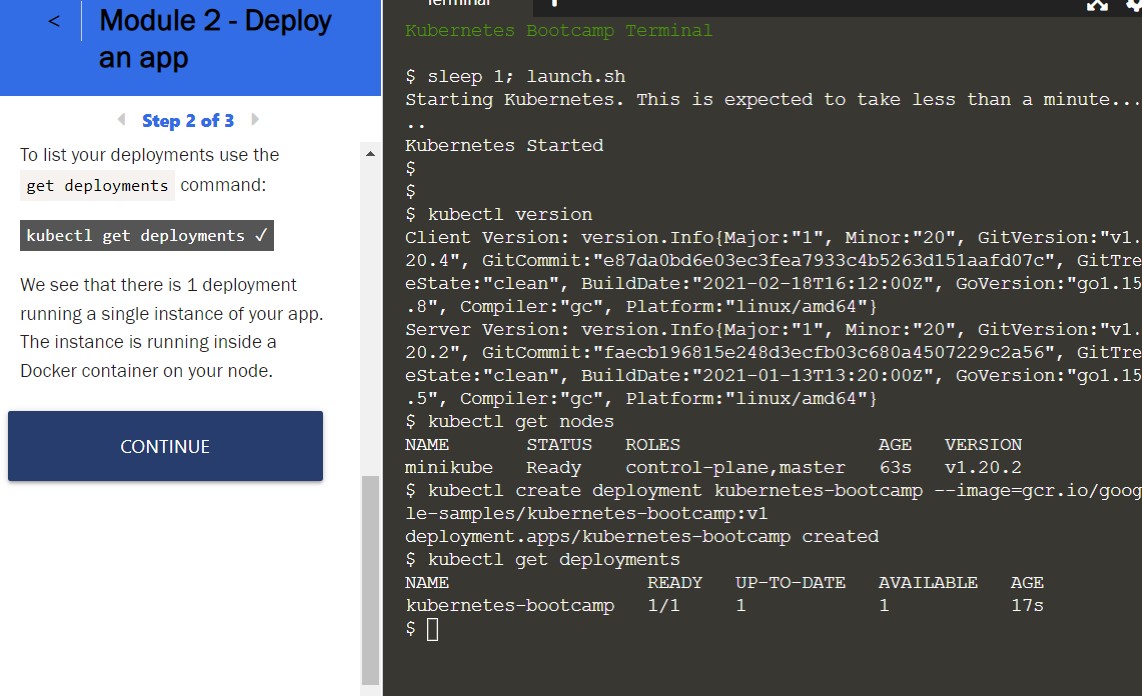 <
Module 2 - Deploy
an app
Step 2 of 3
To list your deployments use the
get deployments command:
kubectl get deployments ✓
We see that there is 1 deployment
running a single instance of your app.
The instance is running inside a
Docker container on your node.
CONTINUE
Terminal
Kubernetes Bootcamp Terminal
$ sleep 1; launch.sh
Starting Kubernetes. This is expected to take less than a minute...
..
Kubernetes Started
$
$
$ kubectl version
Client Version: version.Info{Major:"1", Minor:"20", GitVersion:"v1.
20.4", GitCommit:"e87da0bd6e03ec3fea7933c4b5263d151aafd07c", GitTre
eState:"clean", BuildDate:"2021-02-18T16:12:00Z", GoVersion:"go1.15
.8", Compiler:"gc", Platform:"linux/amd64"}
Server Version: version.Info{Major:"1", Minor:"20", GitVersion:"v1.
20.2", GitCommit:"faecb196815e248d3ecfb03c680a4507229c2a56", GitTre
eState:"clean", BuildDate:"2021-01-13T13:20:00Z", GoVersion:"go1.15
.5", Compiler:"gc", Platform:"linux/amd64"}
$ kubectl get nodes
NAME STATUS ROLES AGE VERSION
minikube Ready control-plane,master 63s v1.20.2
$ kubectl create deployment kubernetes-bootcamp --image=gcr.io/goog
le-samples/kubernetes-bootcamp:v1
deployment.apps/kubernetes-bootcamp created
$ kubectl get deployments
NAME READY UP-TO-DATE AVAILABLE AGE
kubernetes-bootcamp 1/1 1 1 17s
$